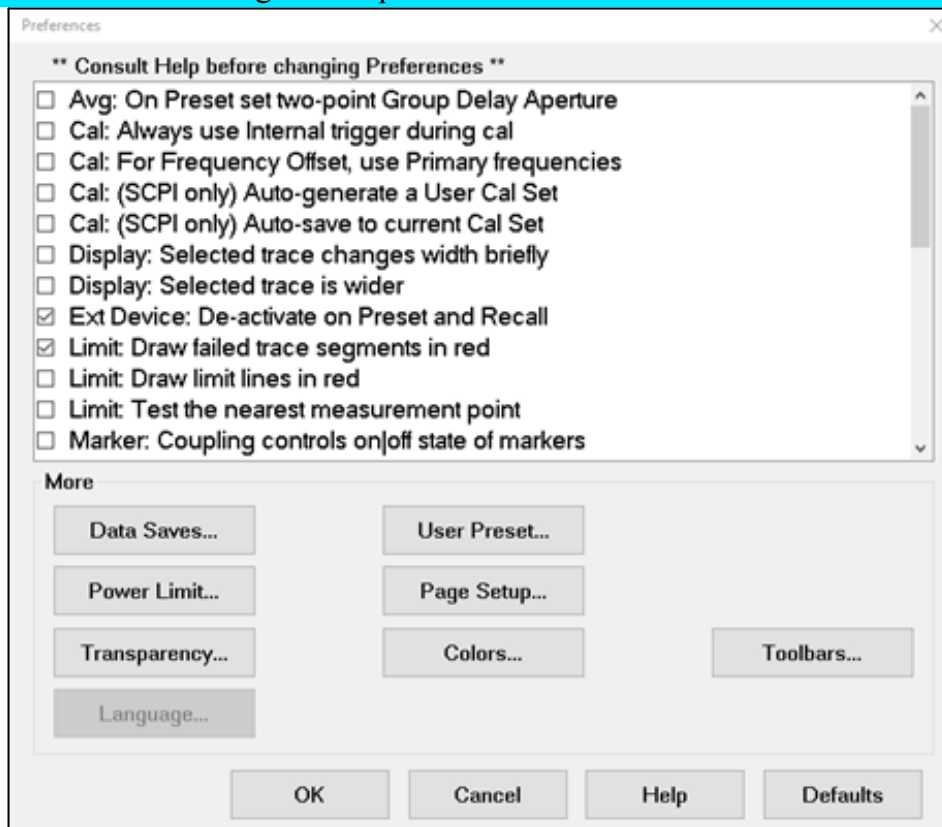 Preferences
** Consult Help before changing Preferences **
Avg: On Preset set two-point Group Delay Aperture
Cal: Always use Internal trigger during cal
Cal: For Frequency Offset, use Primary frequencies
Cal: (SCPI only) Auto-generate a User Cal Set
Cal: (SCPI only) Auto-save to current Cal Set
Display: Selected trace changes width briefly
Display: Selected trace is wider
Ext Device: De-activate on Preset and Recall
Limit: Draw failed trace segments in red
Limit: Draw limit lines in red
Limit: Test the nearest measurement point
Marker: Coupling controls on|off state of markers
More
Data Saves... User Preset...
Power Limit... Page Setup...
Transparency... Colors... Toolbars...
Language...
OK Cancel Help Defaults